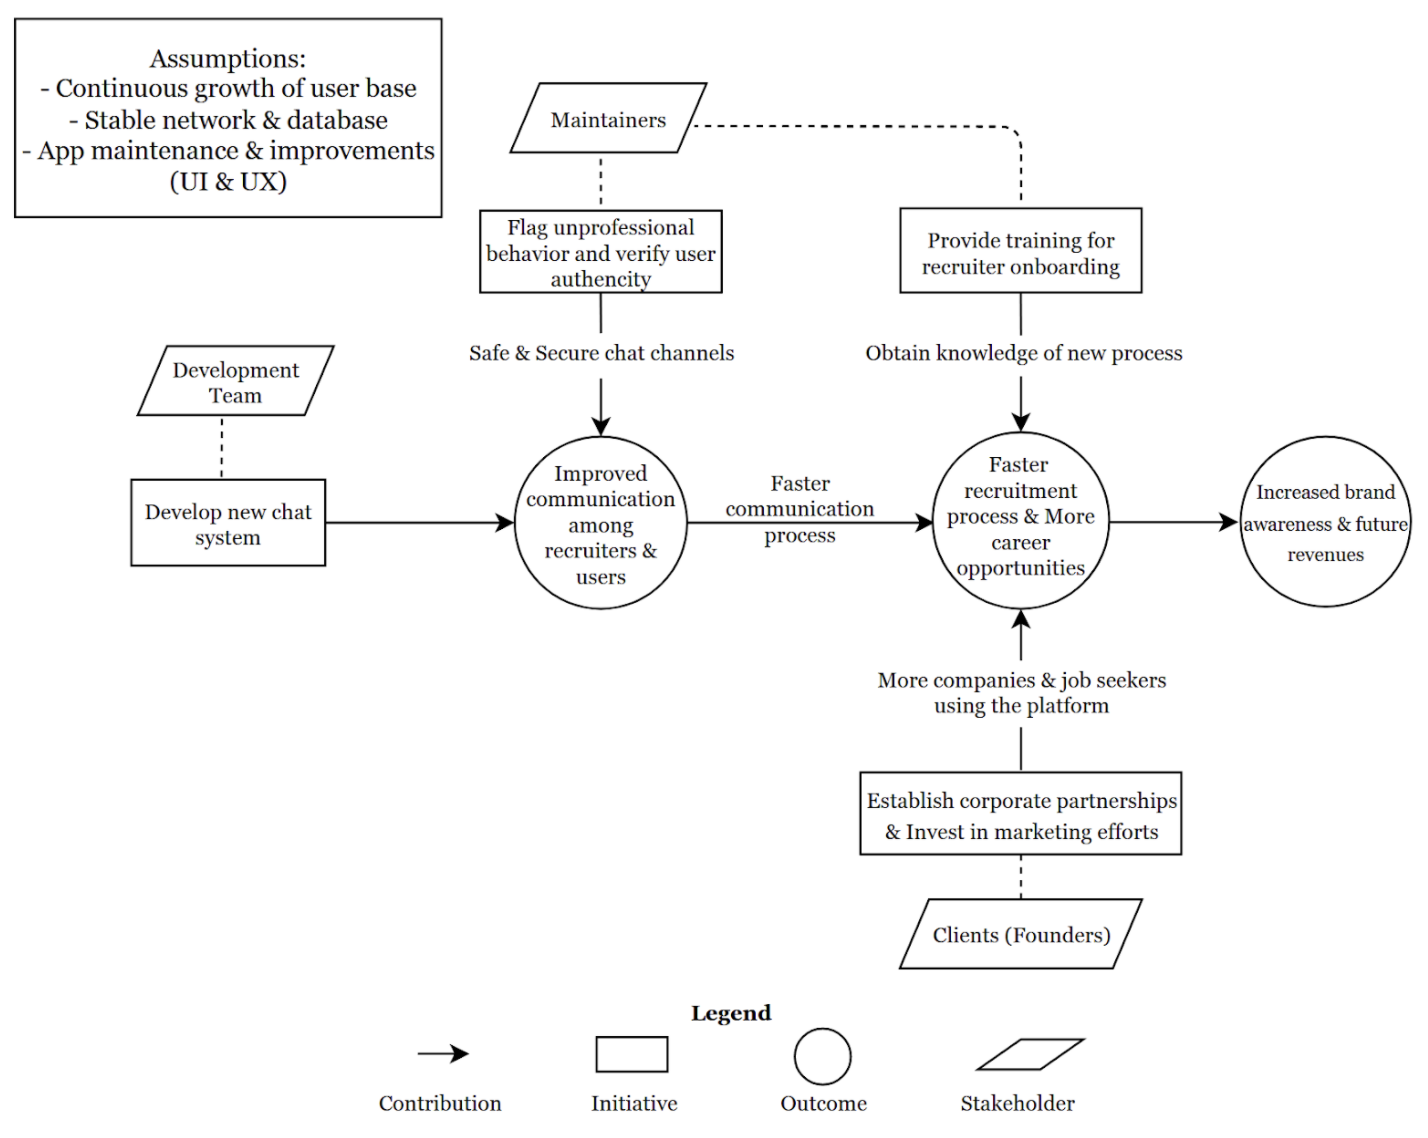 Assumptions:
- Continuous growth of user base
- Stable network & database
- App maintenance & improvements
(UI & UX)
Maintainers
Flag unprofessional
behavior and verify user
authencity
Provide training for
recruiter onboarding
Safe & Secure chat channels
Obtain knowledge of new process
Development
Team
Develop new chat
system
Improved
communication
among
recruiters &
users
Faster
communication
process
Faster
recruitment
process & More
career
opportunities
Increased brand
awareness & future
revenues
More companies & job seekers
using the platform
Establish corporate partnerships
& Invest in marketing efforts
Clients (Founders)
Legend
Contribution
Initiative
Outcome
Stakeholder